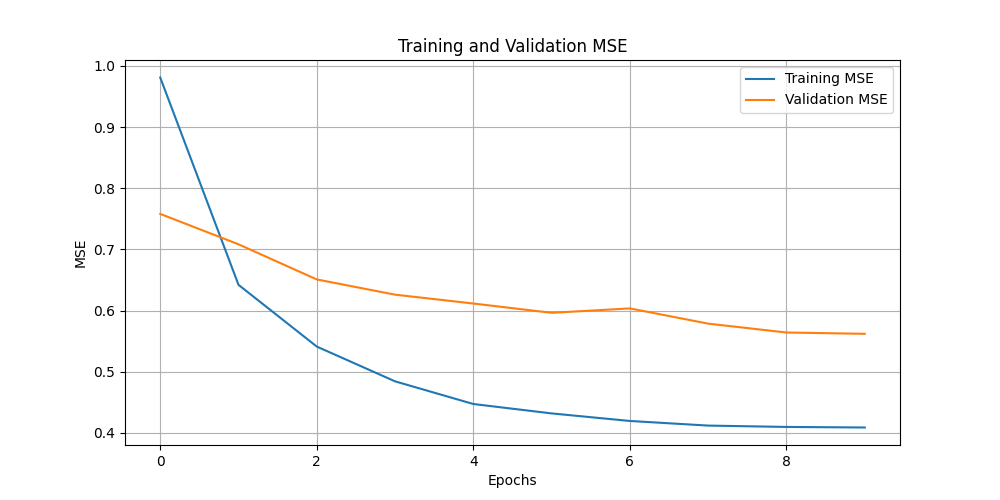 Training and Validation MSE
Training MSE
Validation MSE
MSE
1.0
0.9
0.8
0.7
0.6
0.5
0.4
0 2 4 6 8
Epochs